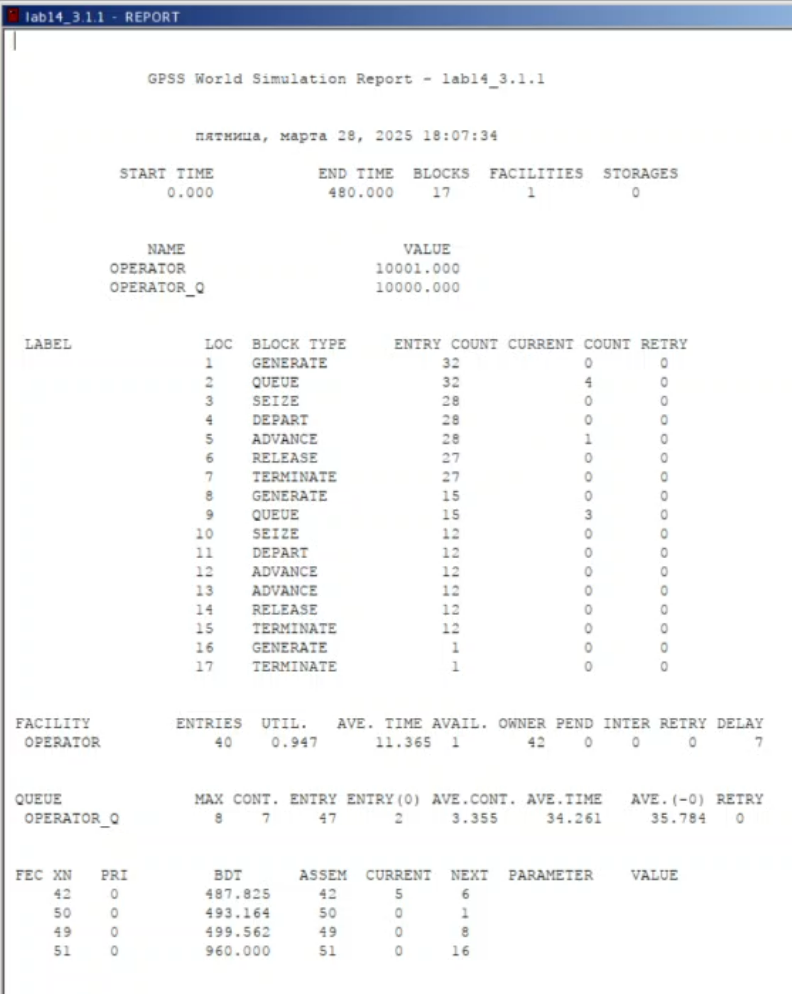 lab14_3.1.1 - REPORT
GPSS World Simulation Report - lab14_3.1.1
пятница, марта 28, 2025 18:07:34
START TIME END TIME BLOCKS FACILITIES STORAGES
0.000 480.000 17 1 0
NAME VALUE
OPERATOR 10001.000
OPERATOR_Q 10000.000
LABEL LOC BLOCK TYPE ENTRY COUNT CURRENT COUNT RETRY
1 GENERATE 32 0 0
2 QUEUE 32 4 0
3 SEIZE 28 0 0
4 DEPART 28 0 0
5 ADVANCE 28 1 0
6 RELEASE 27 0 0
7 TERMINATE 27 0 0
8 GENERATE 15 0 0
9 QUEUE 15 3 0
10 SEIZE 12 0 0
11 DEPART 12 0 0
12 ADVANCE 12 0 0
13 ADVANCE 12 0 0
14 RELEASE 12 0 0
15 TERMINATE 12 0 0
16 GENERATE 1 0 0
17 TERMINATE 1 0 0
FACILITY ENTRIES UTIL. AVE. TIME AVAIL. OWNER PEND INTER RETRY DELAY
OPERATOR 40 0.947 11.365 1 42 0 0 0 7
QUEUE MAX CONT. ENTRY ENTRY(0) AVE.CONT. AVE.TIME AVE.(-0) RETRY
OPERATOR_Q 8 7 47 2 3.355 34.261 35.784 0
FEC XN PRI BDT ASSEM CURRENT NEXT PARAMETER VALUE
42 0 487.825 42 5 6
50 0 493.164 50 0 1
49 0 499.562 49 0 8
51 0 960.000 51 0 16